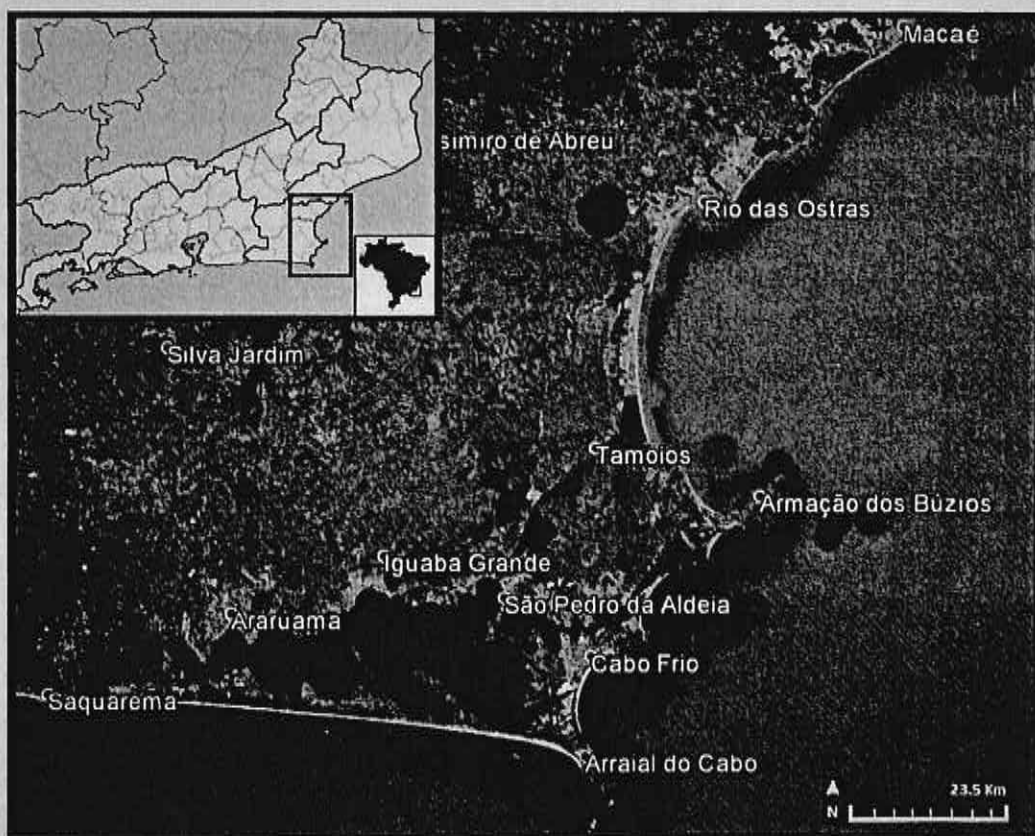 Macaé
simiro de Abreu
Rio das Ostras
Silva Jardim
Tamoios
Armação dos Búzios
Iguaba Grande
São Pedro da Aldeia
Araruama
Cabo Frio
Saquarema
Arraial do Cabo
23.5 Km
N